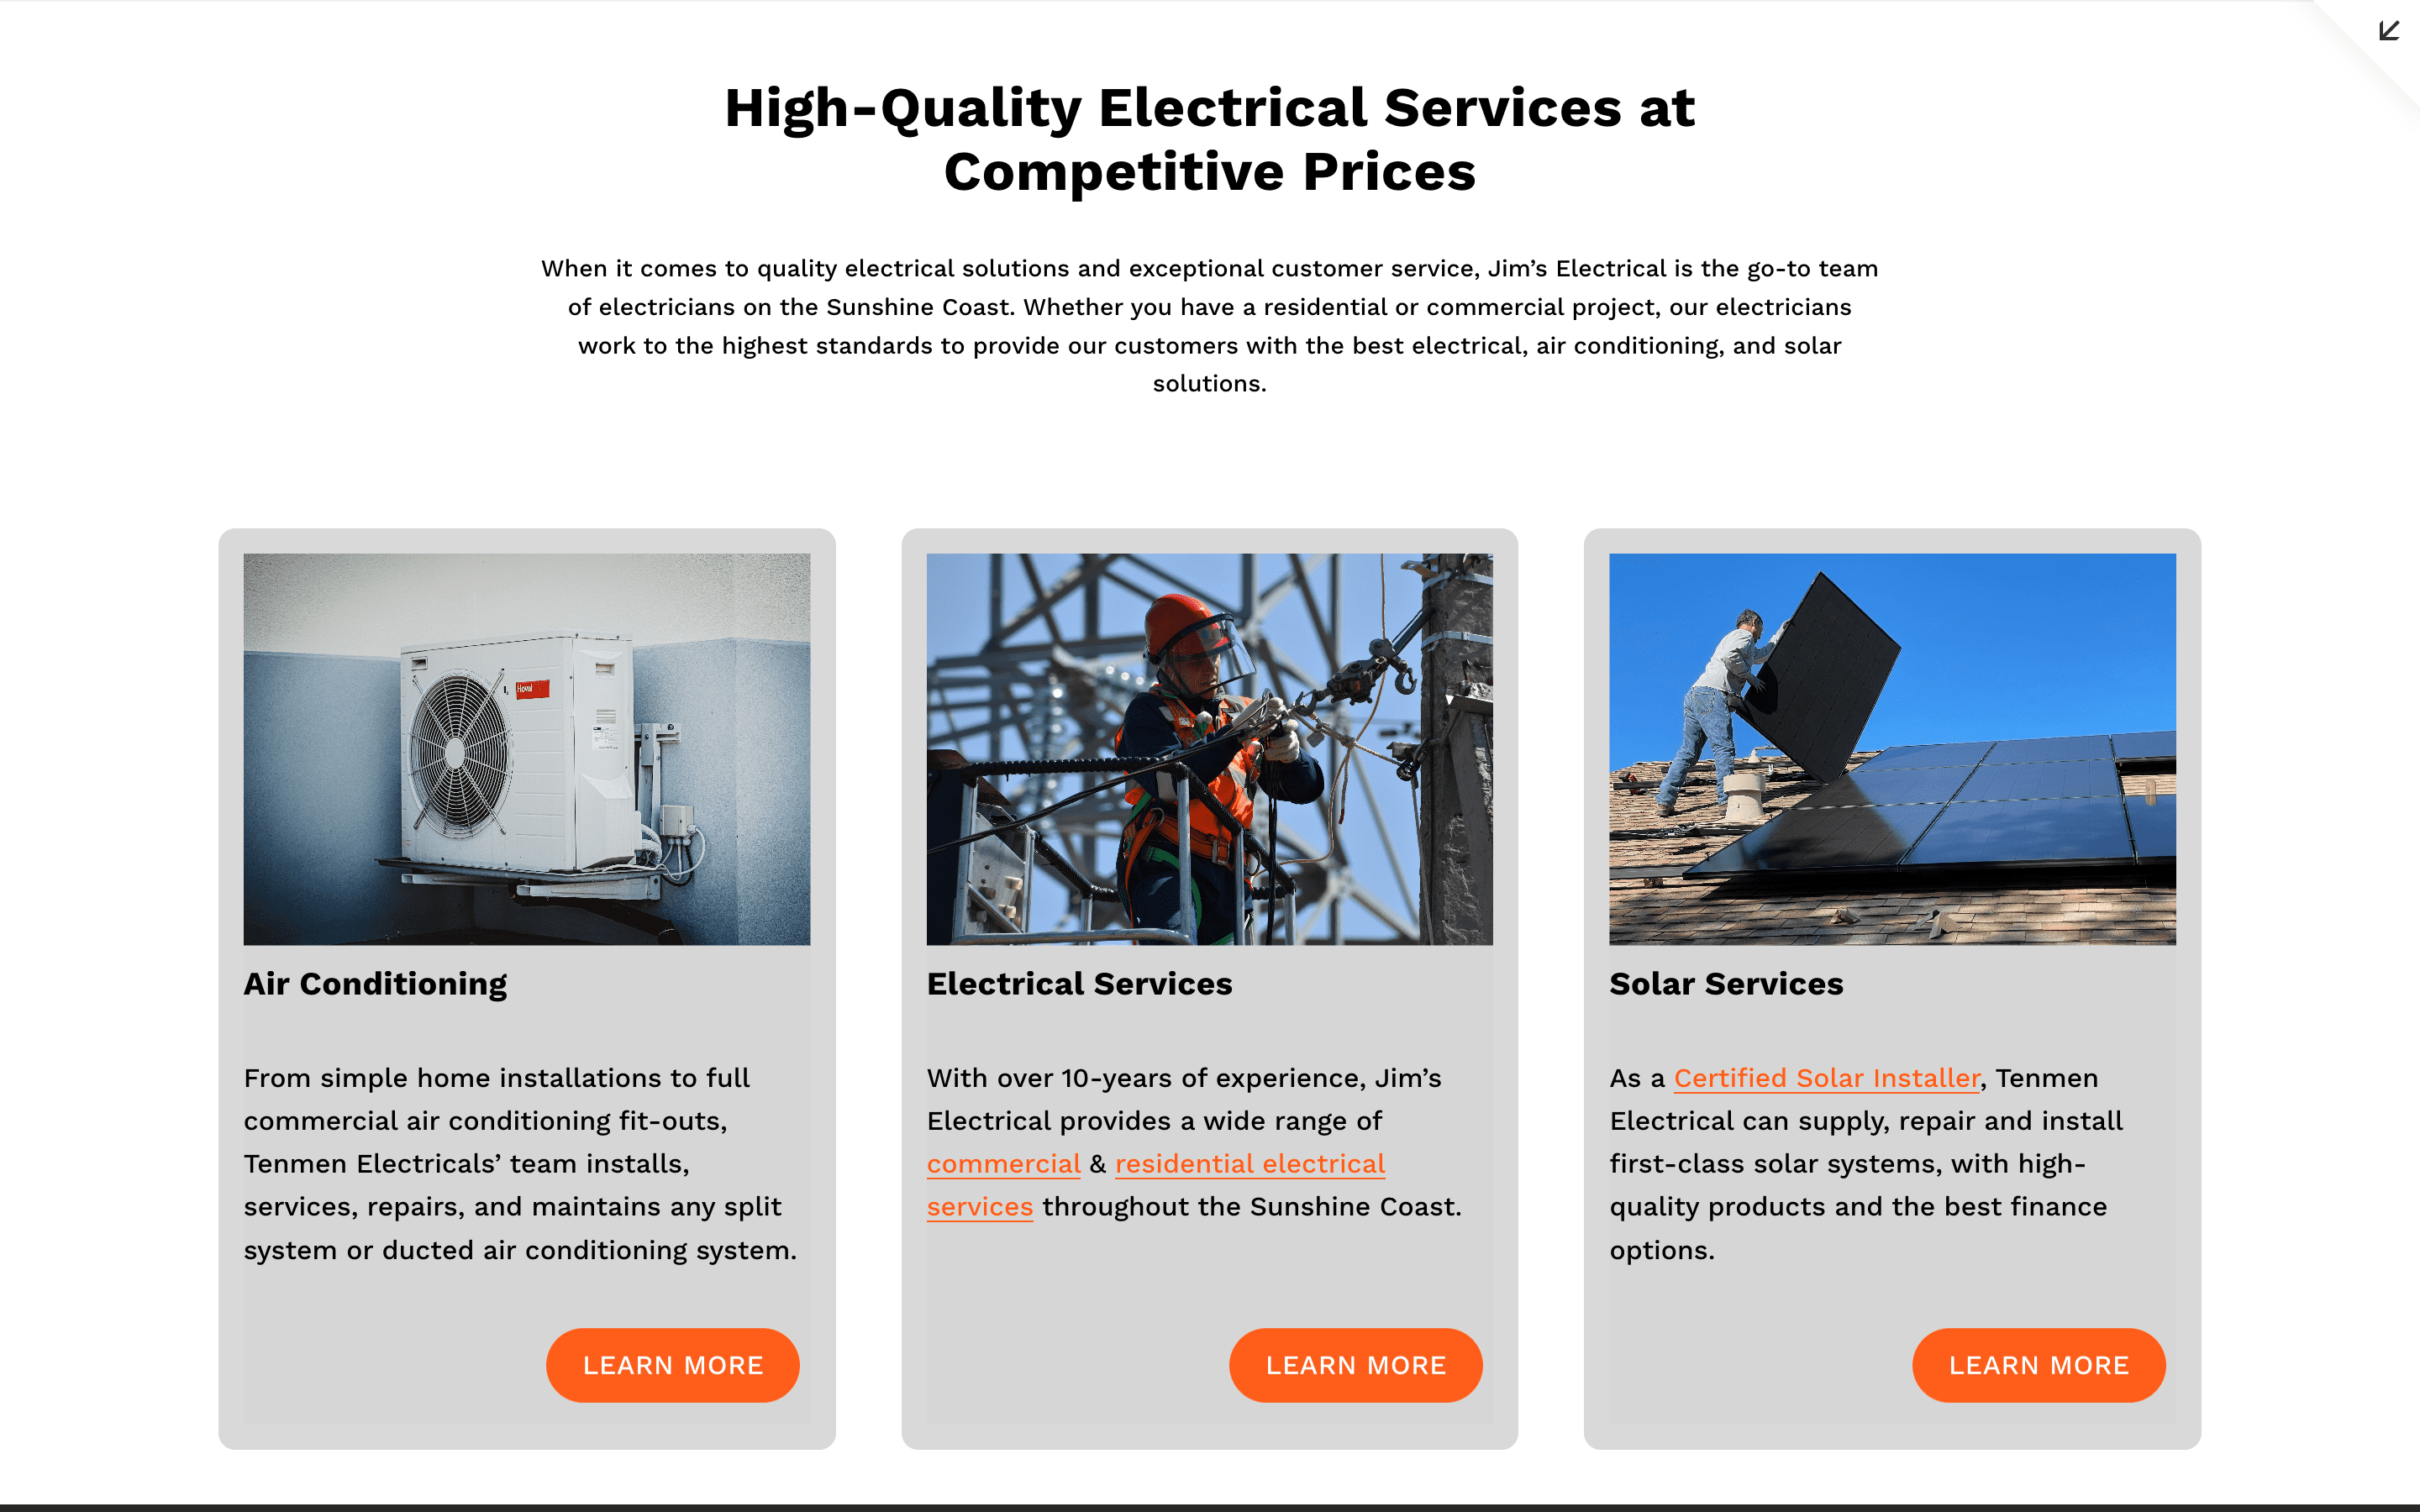 High-Quality Electrical Services at
Competitive Prices
When it comes to quality electrical solutions and exceptional customer service, Jim’s Electrical is the go-to team
of electricians on the Sunshine Coast. Whether you have a residential or commercial project, our electricians
work to the highest standards to provide our customers with the best electrical, air conditioning, and solar
solutions.
Air Conditioning
From simple home installations to full
commercial air conditioning fit-outs,
Tenmen Electricals’ team installs,
services, repairs, and maintains any split
system or ducted air conditioning system.
LEARN MORE
Electrical Services
With over 10-years of experience, Jim’s
Electrical provides a wide range of
commercial & residential electrical
services throughout the Sunshine Coast.
LEARN MORE
Solar Services
As a Certified Solar Installer, Tenmen
Electrical can supply, repair and install
first-class solar systems, with high-
quality products and the best finance
options.
LEARN MORE